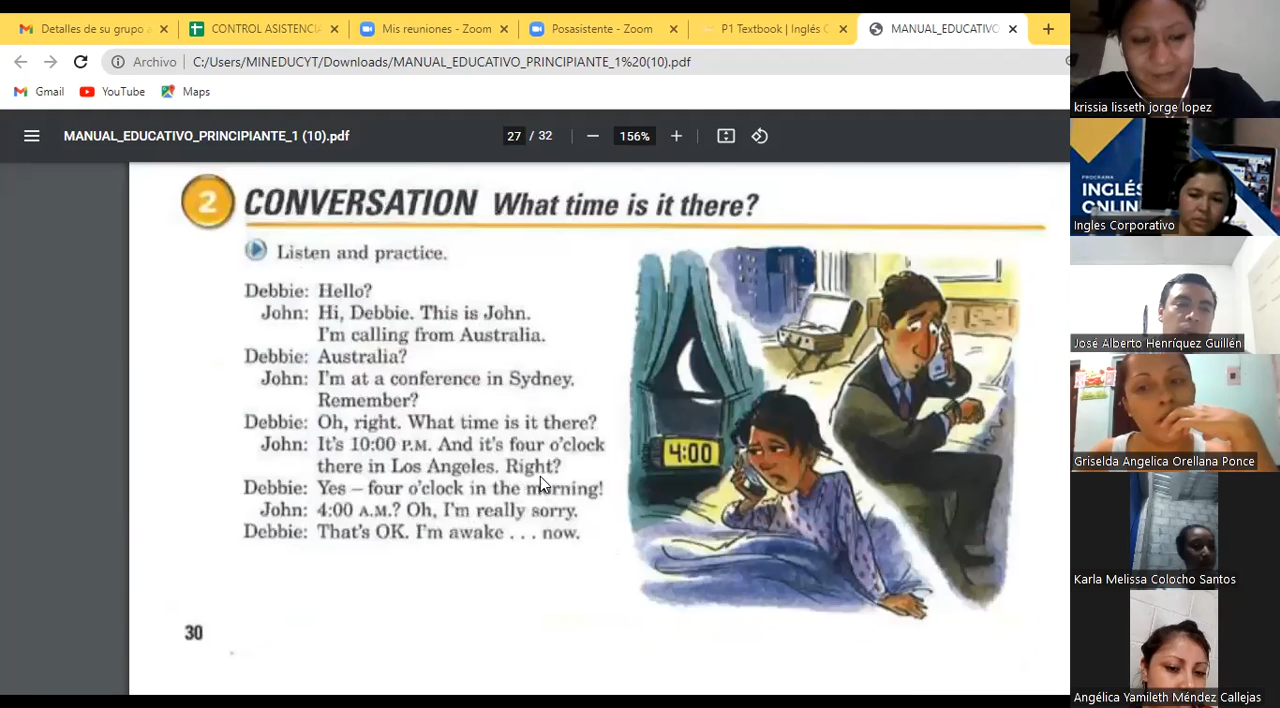 Detalles de su grupo
CONTROL ASISTENCIA
Mis reuniones - Zoom
Posasistente - Zoom
P1 Textbook | Inglés
MANUAL_EDUCATIVO
Archivo
C:/Users/MINEDUCYT/Downloads/MANUAL_EDUCATIVO_PRINCIPIANTE_1%20(10).pdf
Gmail
YouTube
Maps
MANUAL_EDUCATIVO_PRINCIPIANTE_1 (10).pdf
27 / 32
156%
2 CONVERSATION What time is it there?
Listen and practice.
Debbie: Hello?
John: Hi, Debbie. This is John.
I'm calling from Australia.
Debbie: Australia?
John: I'm at a conference in Sydney.
Remember?
Debbie: Oh, right. What time is it there?
John: It's 10:00 P.M. And it's four o'clock
there in Los Angeles. Right?
Debbie: Yes – four o'clock in the morning!
John: 4:00 A.M.? Oh, I'm really sorry.
Debbie: That's OK. I'm awake . . . now.
4:00
30
krissia lisseth jorge lopez
PROGRAMA
INGLÉS
ONLIN
Ingles Corporativo
José Alberto Henríquez Guillén
Griselda Angelica Orellana Ponce
Karla Melissa Colocho Santos
Angélica Yamileth Méndez Callejas